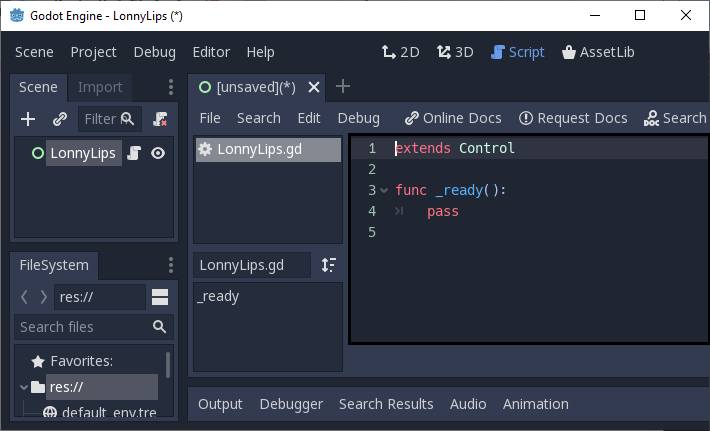 Godot Engine - LonnyLips (*)
Scene Project Debug Editor Help 2D 3D Script AssetLib
Scene Import
[unsaved](*)
Filter
File Search Edit Debug Online Docs Request Docs Search
LonnyLips
LonnyLips.gd
1 extends Control
2
3 func _ready():
4 pass
5
FileSystem
res://
Search files
Favorites:
res://
default_env.tre
LonnyLips.gd
_ready
Output Debugger Search Results Audio Animation